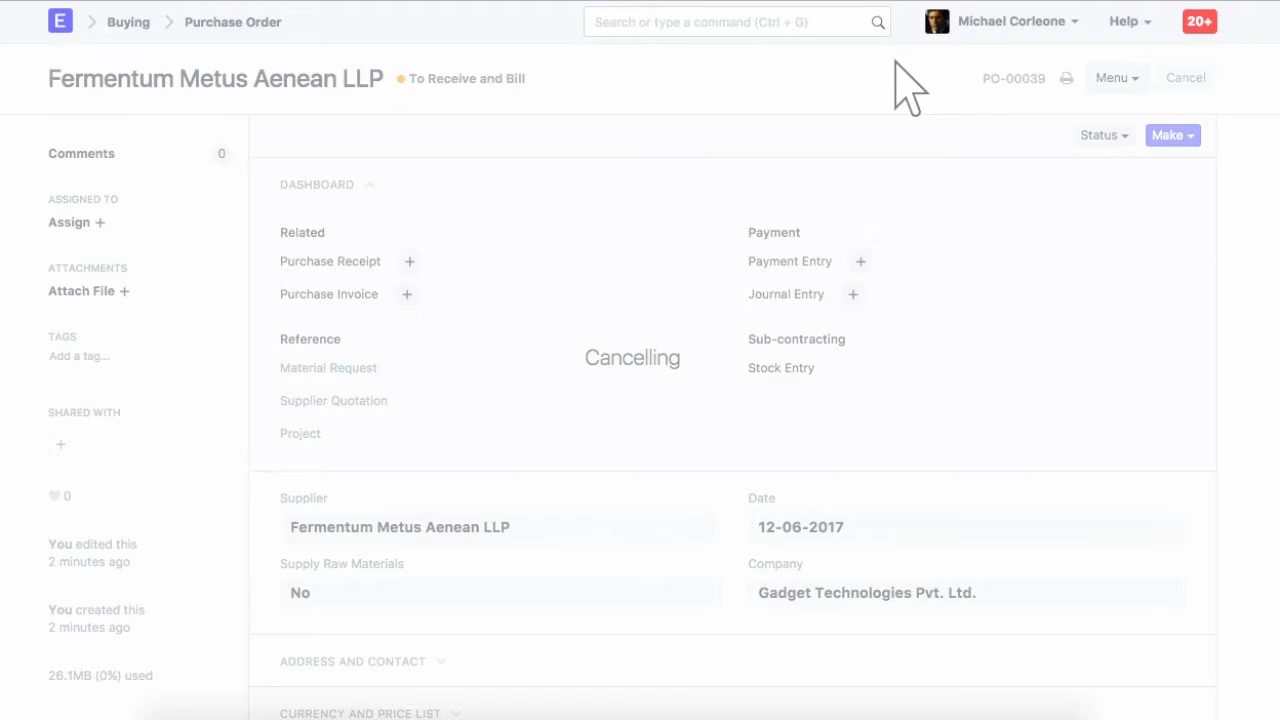 E Buying Purchase Order Search or type a command (Ctrl + G) Michael Corleone Help 20+
Fermentum Metus Aenean LLP To Receive and Bill PO-00039 Menu Cancel
Status Make
Comments 0
ASSIGNED TO
Assign +
ATTACHMENTS
Attach File +
TAGS
Add a tag...
SHARED WITH
+
0
You edited this
2 minutes ago
You created this
2 minutes ago
26.1MB (0%) used
DASHBOARD
Related
Purchase Receipt +
Purchase Invoice +
Payment
Payment Entry +
Journal Entry +
Reference
Material Request
Supplier Quotation
Project
Sub-contracting
Stock Entry
Cancelling
Supplier
Fermentum Metus Aenean LLP
Date
12-06-2017
Supply Raw Materials
No
Company
Gadget Technologies Pvt. Ltd.
ADDRESS AND CONTACT
CURRENCY AND PRICE LIST